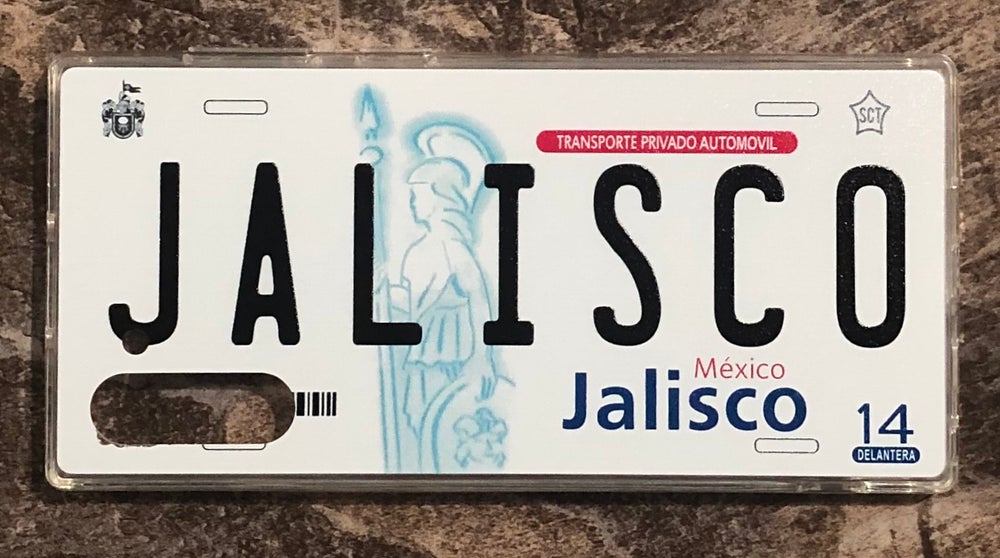 SCT
TRANSPORTE PRIVADO AUTOMOVIL
JALISCO
México
Jalisco
14
DELANTERA